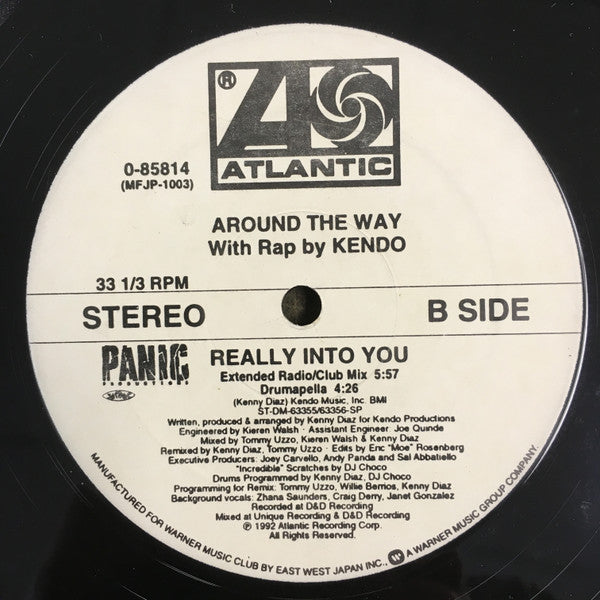 ®
ATLANTIC
0-85814
(MFJP-1003)
AROUND THE WAY
With Rap by KENDO
33 1/3 RPM
STEREO
B SIDE
PANIC
PRODUCTIONS
REALLY INTO YOU
Extended Radio/Club Mix 5:57
Drumapella 4:26
(Kenny Diaz) Kendo Music, Inc. BMI
ST-DM-63355/63356-SP
Written, produced & arranged by Kenny Diaz for Kendo Productions
Engineered by Kieren Walsh · Assistant Engineer: Joe Quinde
Mixed by Tommy Uzzo, Kieren Walsh & Kenny Diaz
Remixed by Kenny Diaz, Tommy Uzzo · Edits by Eric "Moe" Rosenberg
Executive Producers: Joey Carvello, Andy Panda and Sal Abbatiello
"Incredible" Scratches by DJ Choco
Drums Programmed by Kenny Diaz, DJ Choco
Programming for Remix: Tommy Uzzo, Willie Berrios, Kenny Diaz
Background vocals: Zhana Saunders, Craig Derry, Janet Gonzalez
Recorded at D&D Recording
Mixed at Unique Recording & D&D Recording
℗ 1992 Atlantic Recording Corp.
All Rights Reserved.
MANUFACTURED FOR WARNER MUSIC CLUB BY EAST WEST JAPAN INC., A WARNER MUSIC GROUP COMPANY.